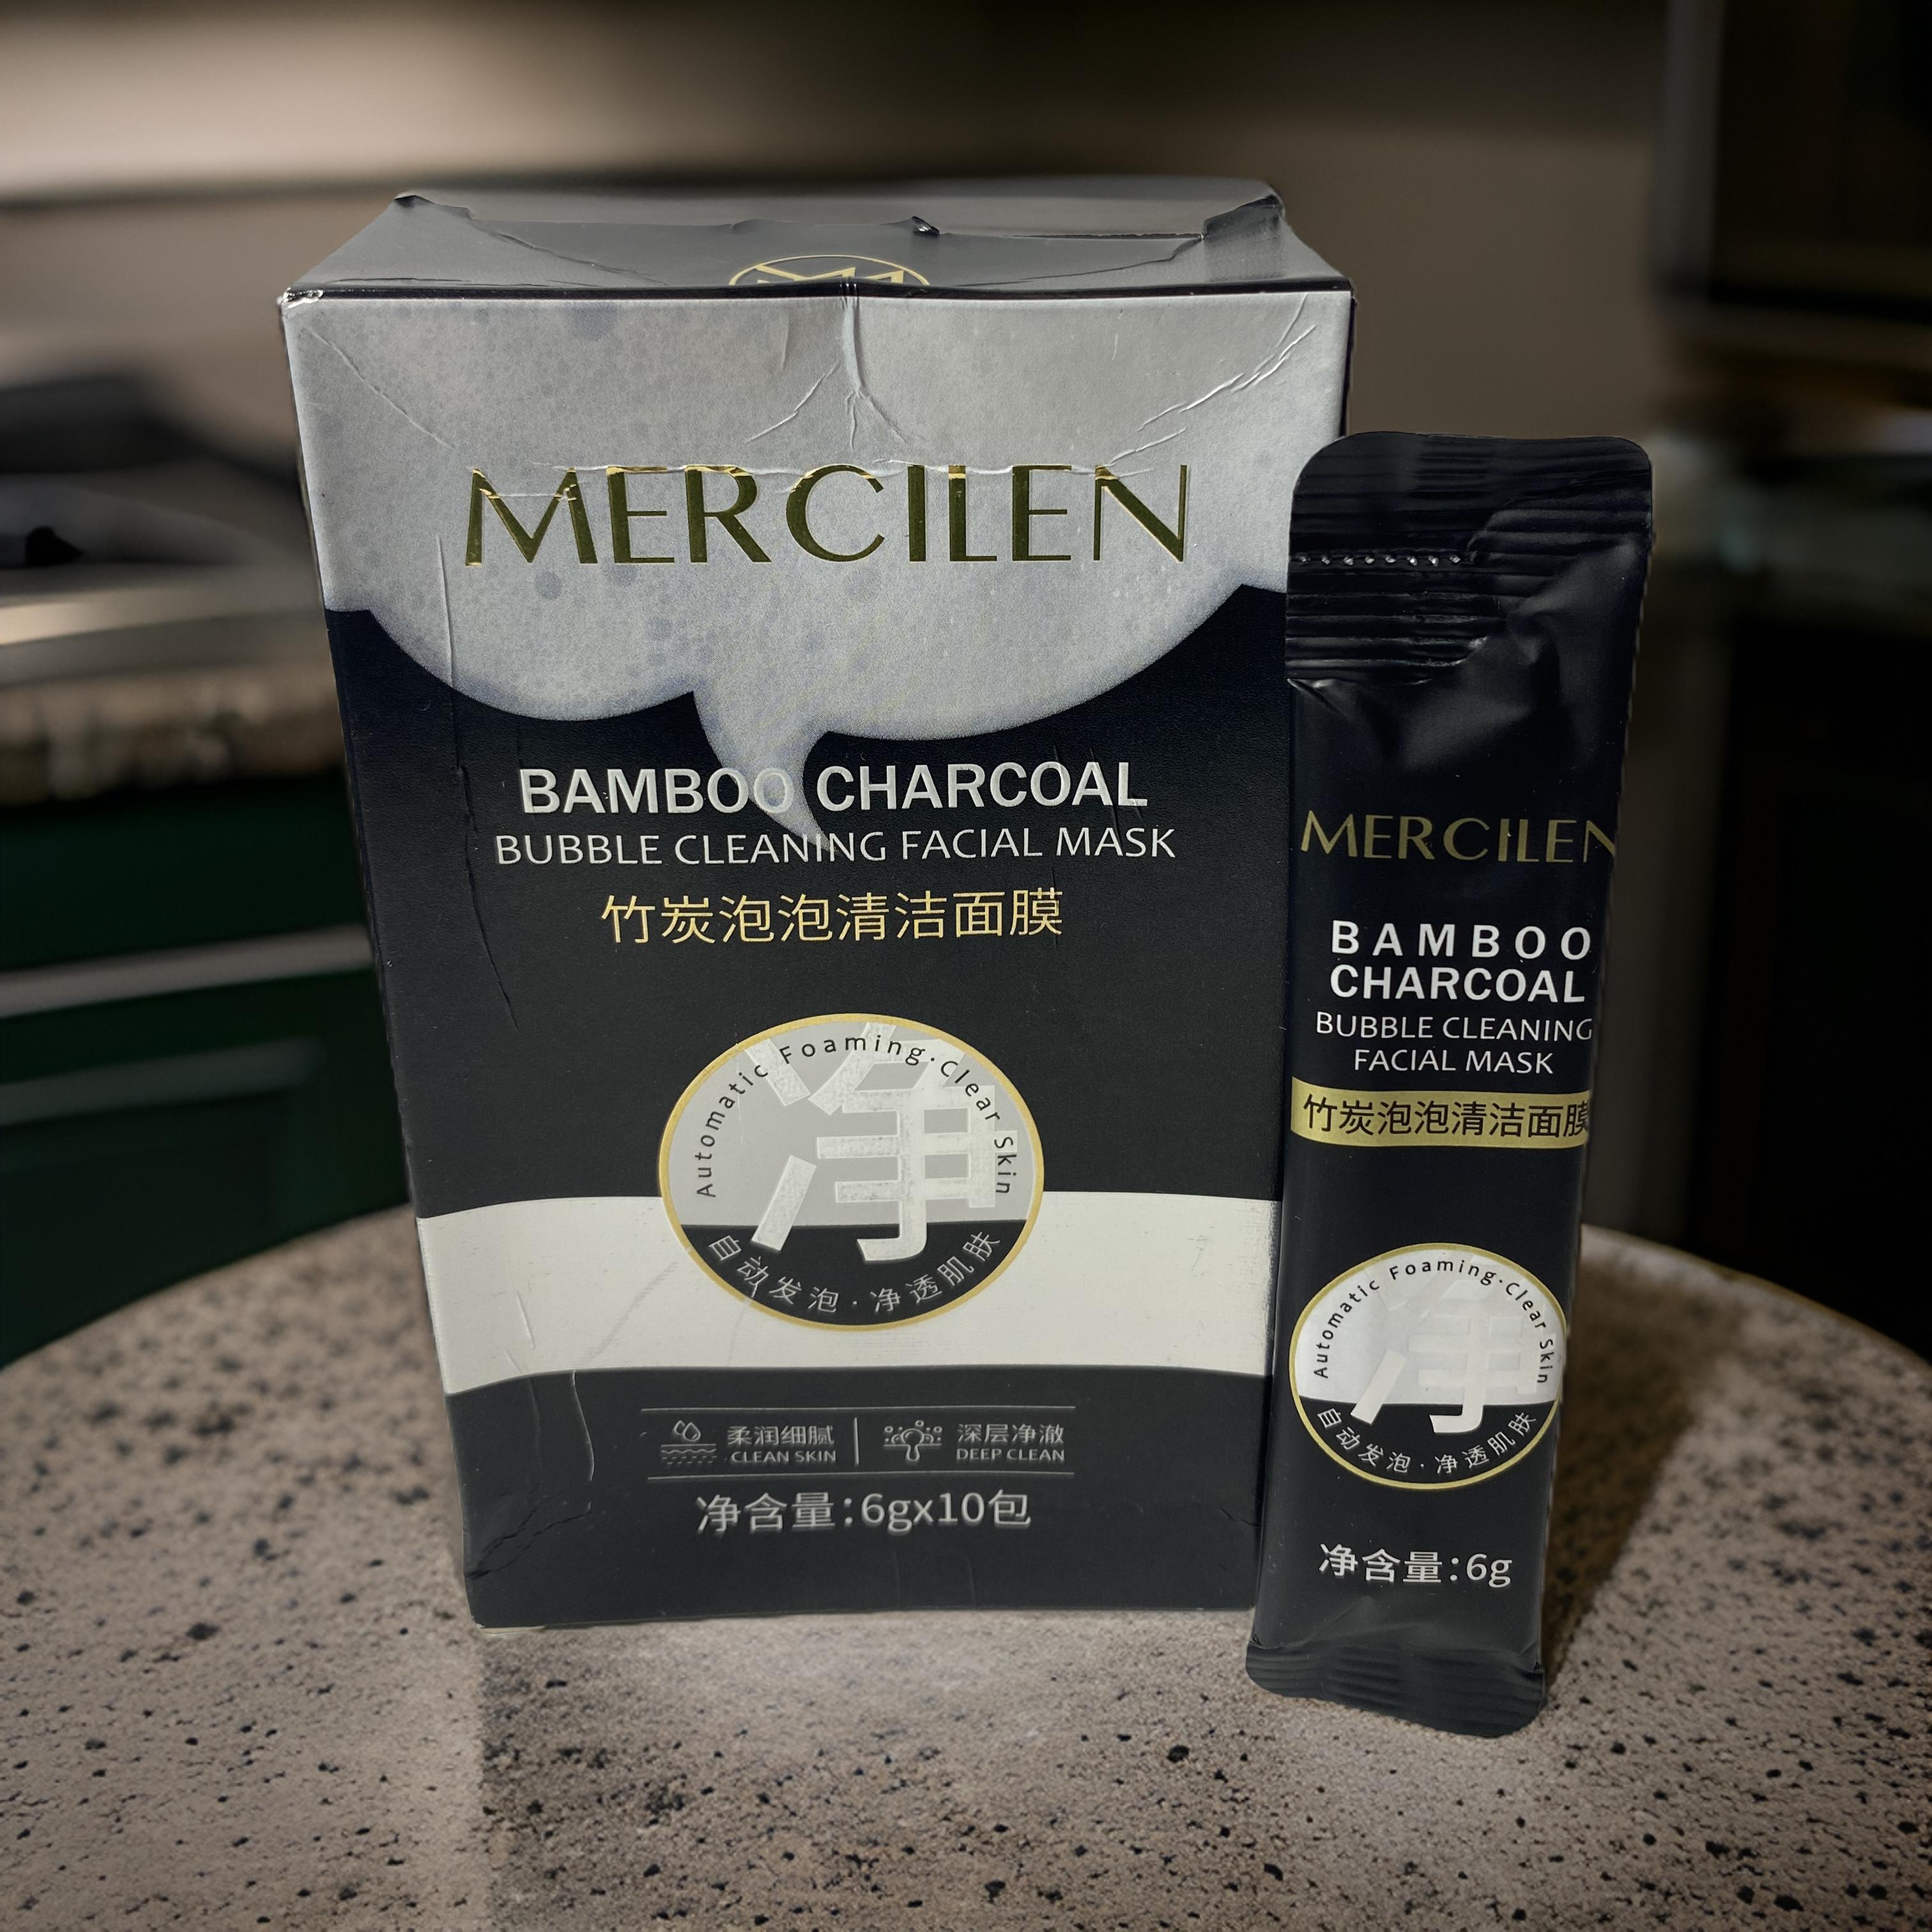 MERCILEN
BAMBOO CHARCOAL
BUBBLE CLEANING FACIAL MASK
竹炭泡泡清洁面膜
Automatic Foaming·Clear Skin
净
自动发泡·净透肌肤
柔润细腻
CLEAN SKIN
深层净澈
DEEP CLEAN
净含量:6gx10包
MERCILEN
BAMBOO
CHARCOAL
BUBBLE CLEANING
FACIAL MASK
竹炭泡泡清洁面膜
Automatic Foaming·Clear Skin
净
自动发泡·净透肌肤
净含量:6g